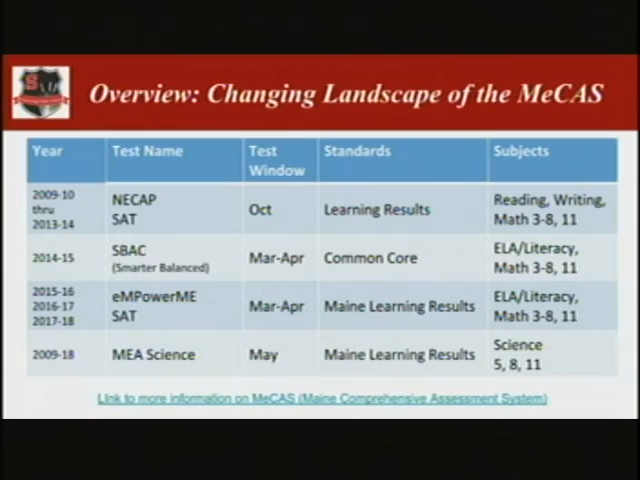 Overview: Changing Landscape of the MeCAS
Year Test Name Test Window Standards Subjects
2009-10 thru 2013-14 NECAP SAT Oct Learning Results Reading, Writing, Math 3-8, 11
2014-15 SBAC (Smarter Balanced) Mar-Apr Common Core ELA/Literacy, Math 3-8, 11
2015-16 2016-17 2017-18 eMPowerME SAT Mar-Apr Maine Learning Results ELA/Literacy, Math 3-8, 11
2009-18 MEA Science May Maine Learning Results Science 5, 8, 11
Link to more information on MeCAS (Maine Comprehensive Assessment System)